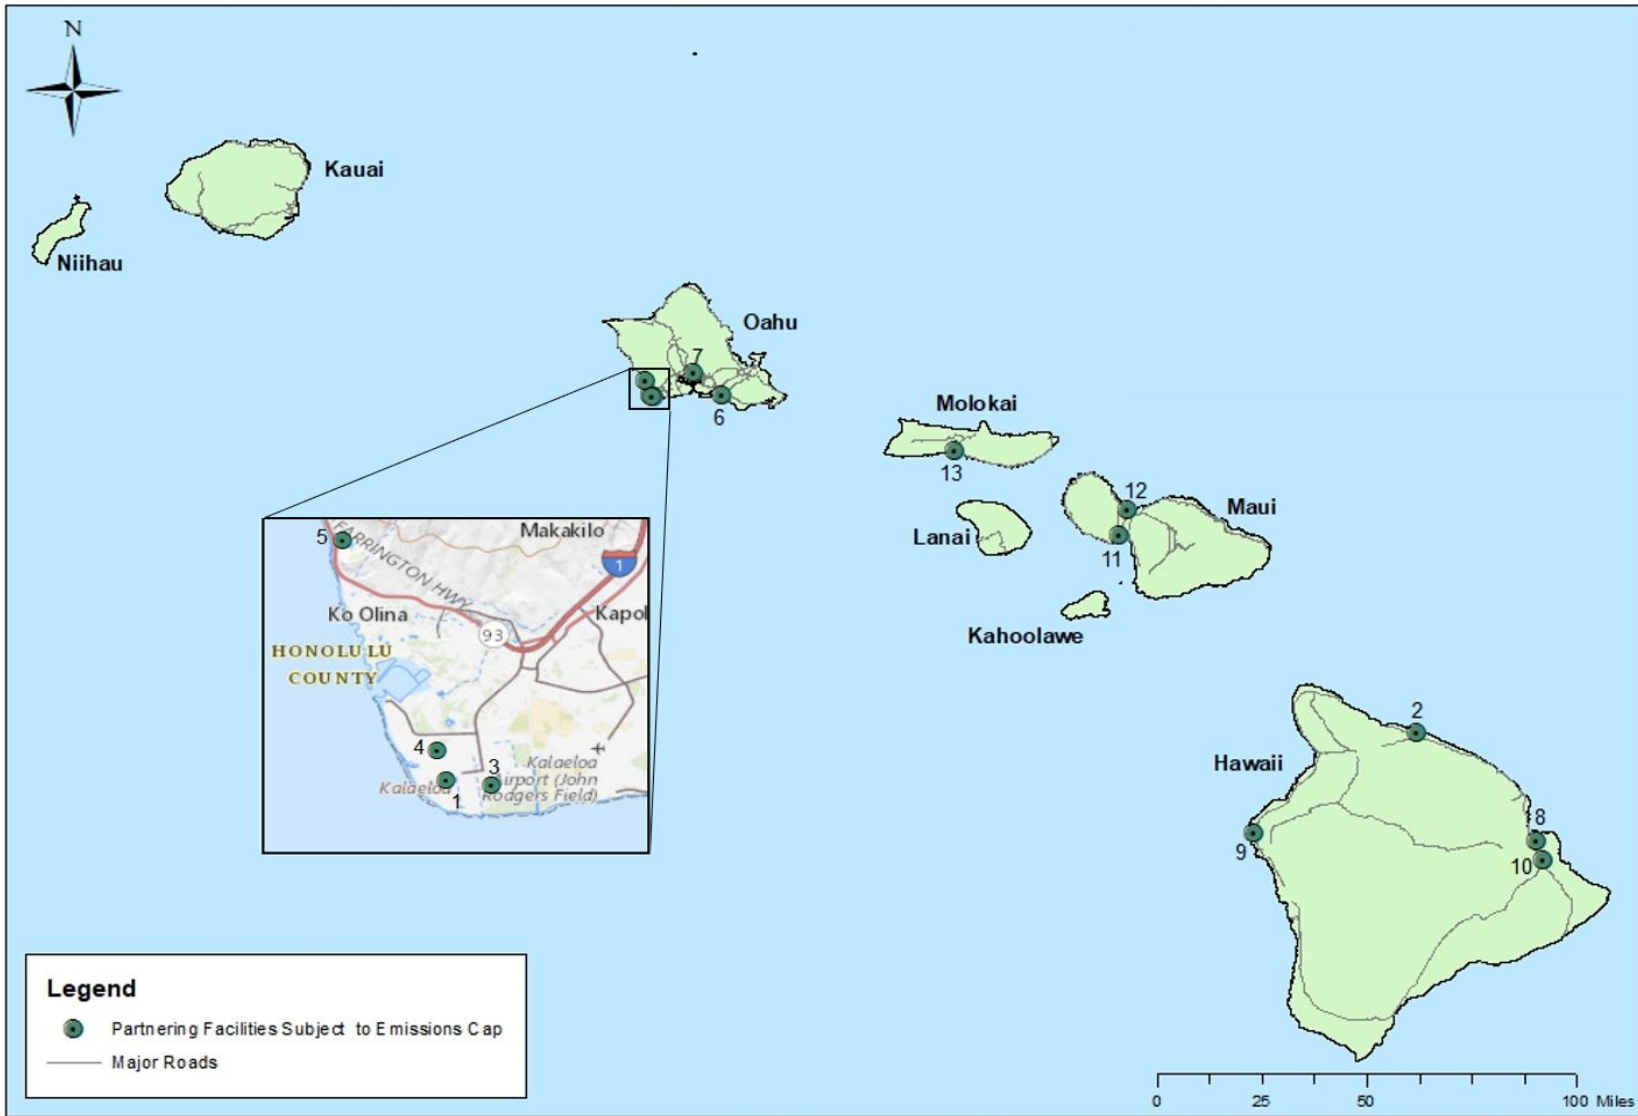 N
Kauai
Niihau
Oahu
7
6
Molokai
13
12
Maui
Lanai
11
Kahoolawe
5
FARRINGTON HWY
Makakilo
1
Ko Olina
Kapol
93
HONOLULU
COUNTY
4
3
Kalaeloa
Airport (John
Rodgers Field)
Kalaeloa
1
2
Hawaii
8
9
10
Legend
Partnering Facilities Subject to Emissions Cap
Major Roads
0 25 50 100 Miles